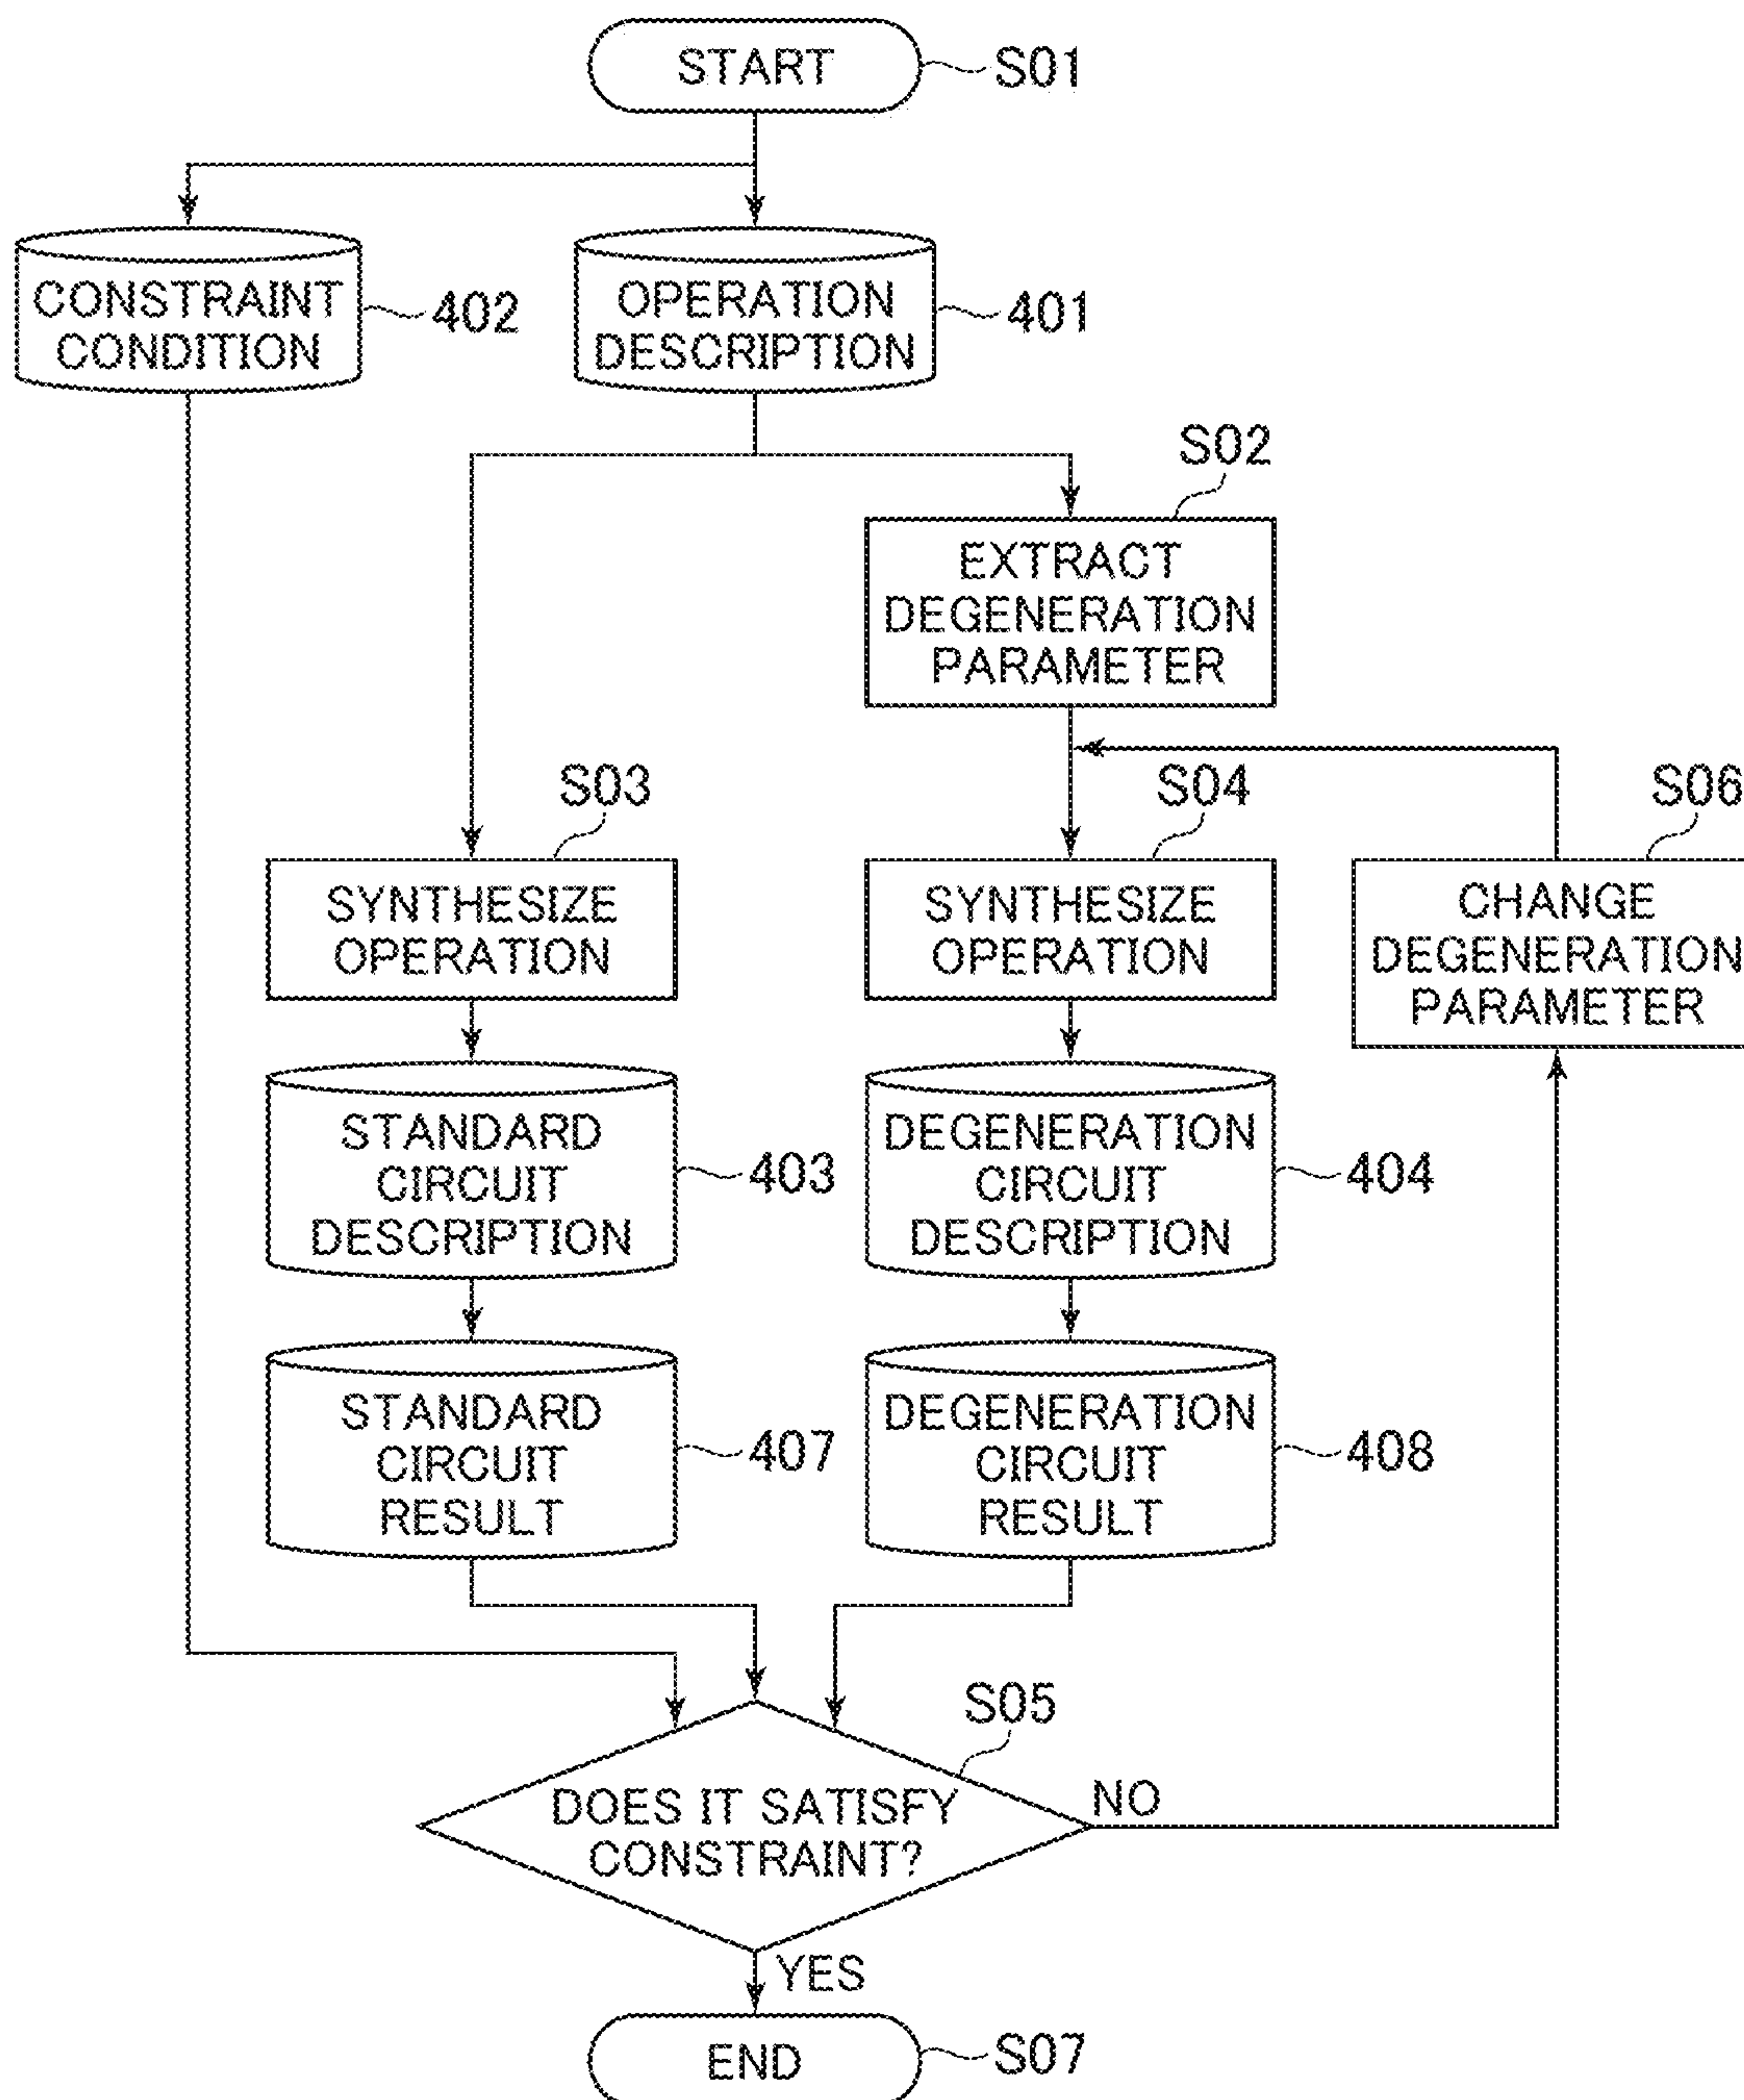 START
S01
CONSTRAINT
CONDITION
402
OPERATION
DESCRIPTION
401
S02
EXTRACT
DEGENERATION
PARAMETER
S03
SYNTHESIZE
OPERATION
S04
SYNTHESIZE
OPERATION
S06
CHANGE
DEGENERATION
PARAMETER
STANDARD
CIRCUIT
DESCRIPTION
403
DEGENERATION
CIRCUIT
DESCRIPTION
404
STANDARD
CIRCUIT
RESULT
407
DEGENERATION
CIRCUIT
RESULT
408
S05
DOES IT SATISFY
CONSTRAINT?
NO
YES
END
S07